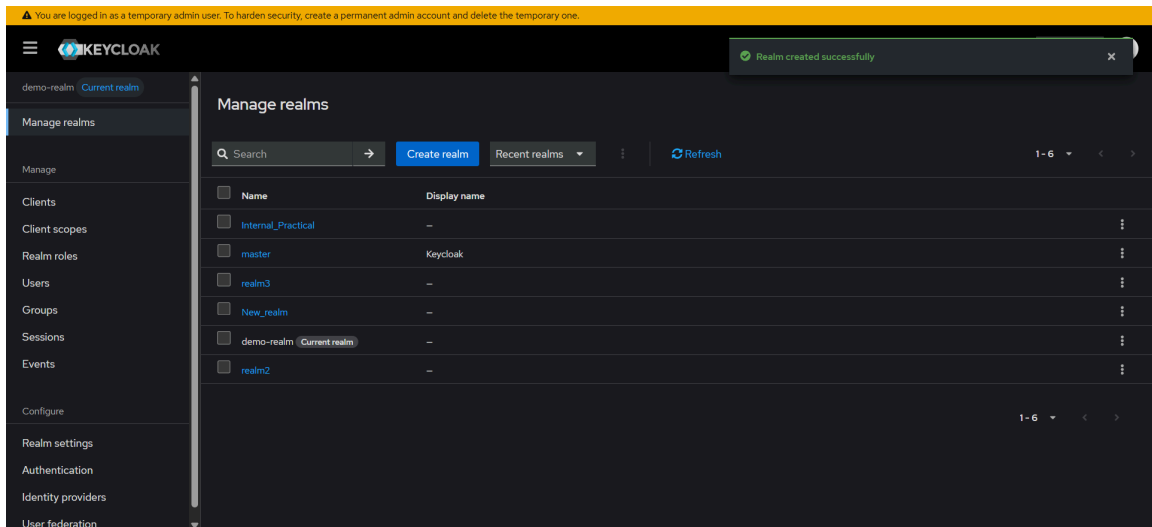 You are logged in as a temporary admin user. To harden security, create a permanent admin account and delete the temporary one.
KEYCLOAK
Realm created successfully
demo-realm Current realm
Manage realms
Manage
Clients
Client scopes
Realm roles
Users
Groups
Sessions
Events
Configure
Realm settings
Authentication
Identity providers
User federation
Manage realms
Search Create realm Recent realms Refresh 1 - 6
Name Display name
Internal_Practical –
master Keycloak
realm3 –
New_realm –
demo-realm Current realm –
realm2 –
1 - 6